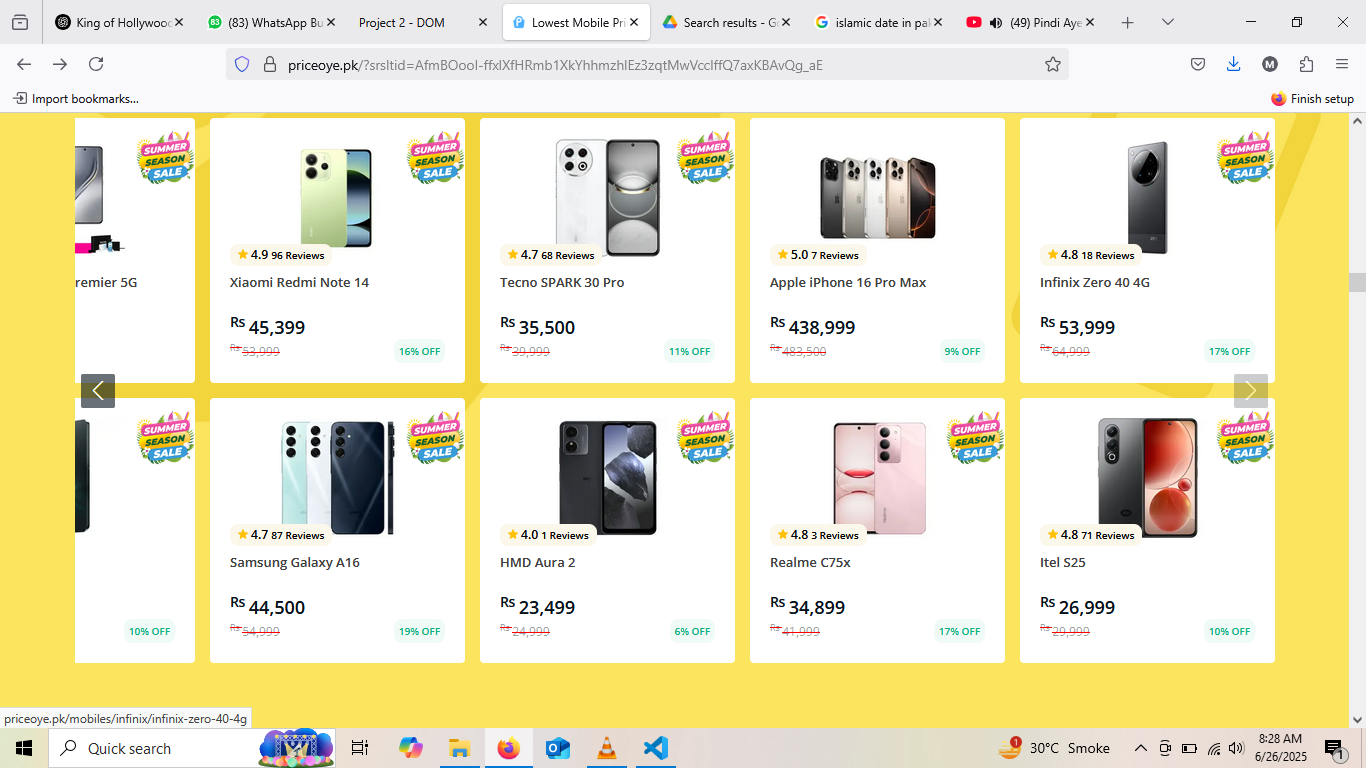 King of Hollywood
(83) WhatsApp Bu
Project 2 - DOM
Lowest Mobile Pri
Search results - Go
islamic date in pak
(49) Pindi Aye
priceoye.pk/?srsltid=AfmBOooI-ffxlXfHRmb1XkYhhmzhlEz3zqtMwVcclffQ7axKBAvQg_aE
Import bookmarks...
Finish setup
SUMMER SEASON SALE
SUMMER SEASON SALE
SUMMER SEASON SALE
SUMMER SEASON SALE
4.9 96 Reviews
4.7 68 Reviews
5.0 7 Reviews
4.8 18 Reviews
remier 5G
Xiaomi Redmi Note 14
Tecno SPARK 30 Pro
Apple iPhone 16 Pro Max
Infinix Zero 40 4G
Rs 45,399
Rs 35,500
Rs 438,999
Rs 53,999
Rs 53,999
16% OFF
Rs 39,999
11% OFF
Rs 483,500
9% OFF
Rs 64,999
17% OFF
SUMMER SEASON SALE
SUMMER SEASON SALE
SUMMER SEASON SALE
SUMMER SEASON SALE
SUMMER SEASON SALE
4.7 87 Reviews
4.0 1 Reviews
4.8 3 Reviews
4.8 71 Reviews
Samsung Galaxy A16
HMD Aura 2
Realme C75x
Itel S25
Rs 44,500
Rs 23,499
Rs 34,899
Rs 26,999
10% OFF
Rs 54,999
19% OFF
Rs 24,999
6% OFF
Rs 41,999
17% OFF
Rs 29,999
10% OFF
priceoye.pk/mobiles/infinix/infinix-zero-40-4g
Quick search
1
30°C Smoke
8:28 AM
6/26/2025
1